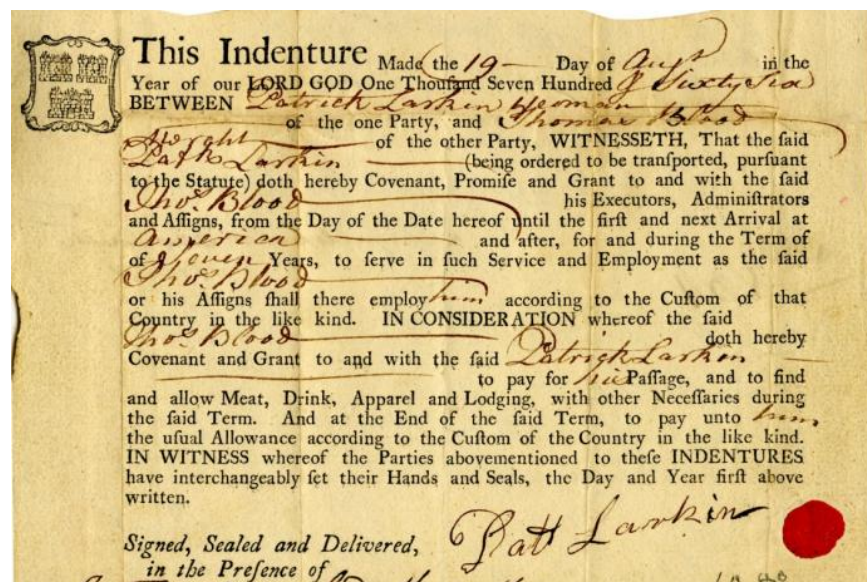 This Indenture Made the 19 — Day of Augt in the
Year of our LORD GOD One Thouſand Seven Hundred & Sixty Six
BETWEEN Patrick Larkin Yeoman
of the one Party, and Thomas Blood
of the other Party, WITNESSETH, That the ſaid
Patk Larkin (being ordered to be tranſported, purſuant
to the Statute) doth hereby Covenant, Promiſe and Grant to and with the ſaid
Thos. Blood his Executors, Adminiſtrators
and Aſſigns, from the Day of the Date hereof until the firſt and next Arrival at
America and after, for and during the Term of
of Seven Years, to ſerve in ſuch Service and Employment as the ſaid
Thos. Blood
or his Aſſigns ſhall there employ him according to the Cuſtom of that
Country in the like kind. IN CONSIDERATION whereof the ſaid
Thos. Blood doth hereby
Covenant and Grant to and with the ſaid Patrick Larkin
to pay for his Paſſage, and to find
and allow Meat, Drink, Apparel and Lodging, with other Neceſſaries during
the ſaid Term. And at the End of the ſaid Term, to pay unto him
the uſual Allowance according to the Cuſtom of the Country in the like kind.
IN WITNESS whereof the Parties abovementioned to theſe INDENTURES
have interchangeably ſet their Hands and Seals, the Day and Year firſt above
written.
Patt Larkin
Signed, Sealed and Delivered,
in the Preſence of